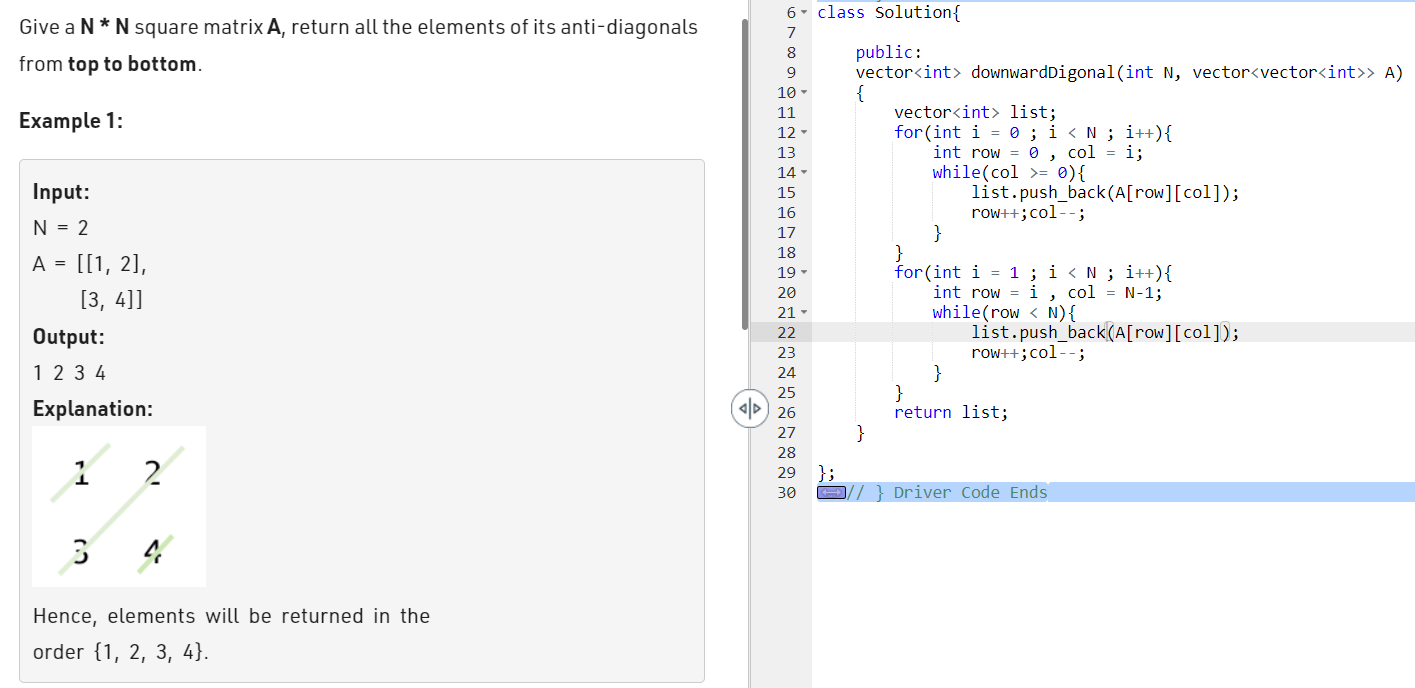 Give a N * N square matrix A, return all the elements of its anti-diagonals
from top to bottom.
Example 1:
Input:
N = 2
A = [[1, 2],
[3, 4]]
Output:
1 2 3 4
Explanation:
1 2
3 4
Hence, elements will be returned in the
order {1, 2, 3, 4}.
6 class Solution{
7
8 public:
9 vector<int> downwardDigonal(int N, vector<vector<int>> A)
10 {
11 vector<int> list;
12 for(int i = 0 ; i < N ; i++){
13 int row = 0 , col = i;
14 while(col >= 0){
15 list.push_back(A[row][col]);
16 row++;col--;
17 }
18 }
19 for(int i = 1 ; i < N ; i++){
20 int row = i , col = N-1;
21 while(row < N){
22 list.push_back(A[row][col]);
23 row++;col--;
24 }
25 }
26 return list;
27 }
28
29 };
30 // } Driver Code Ends